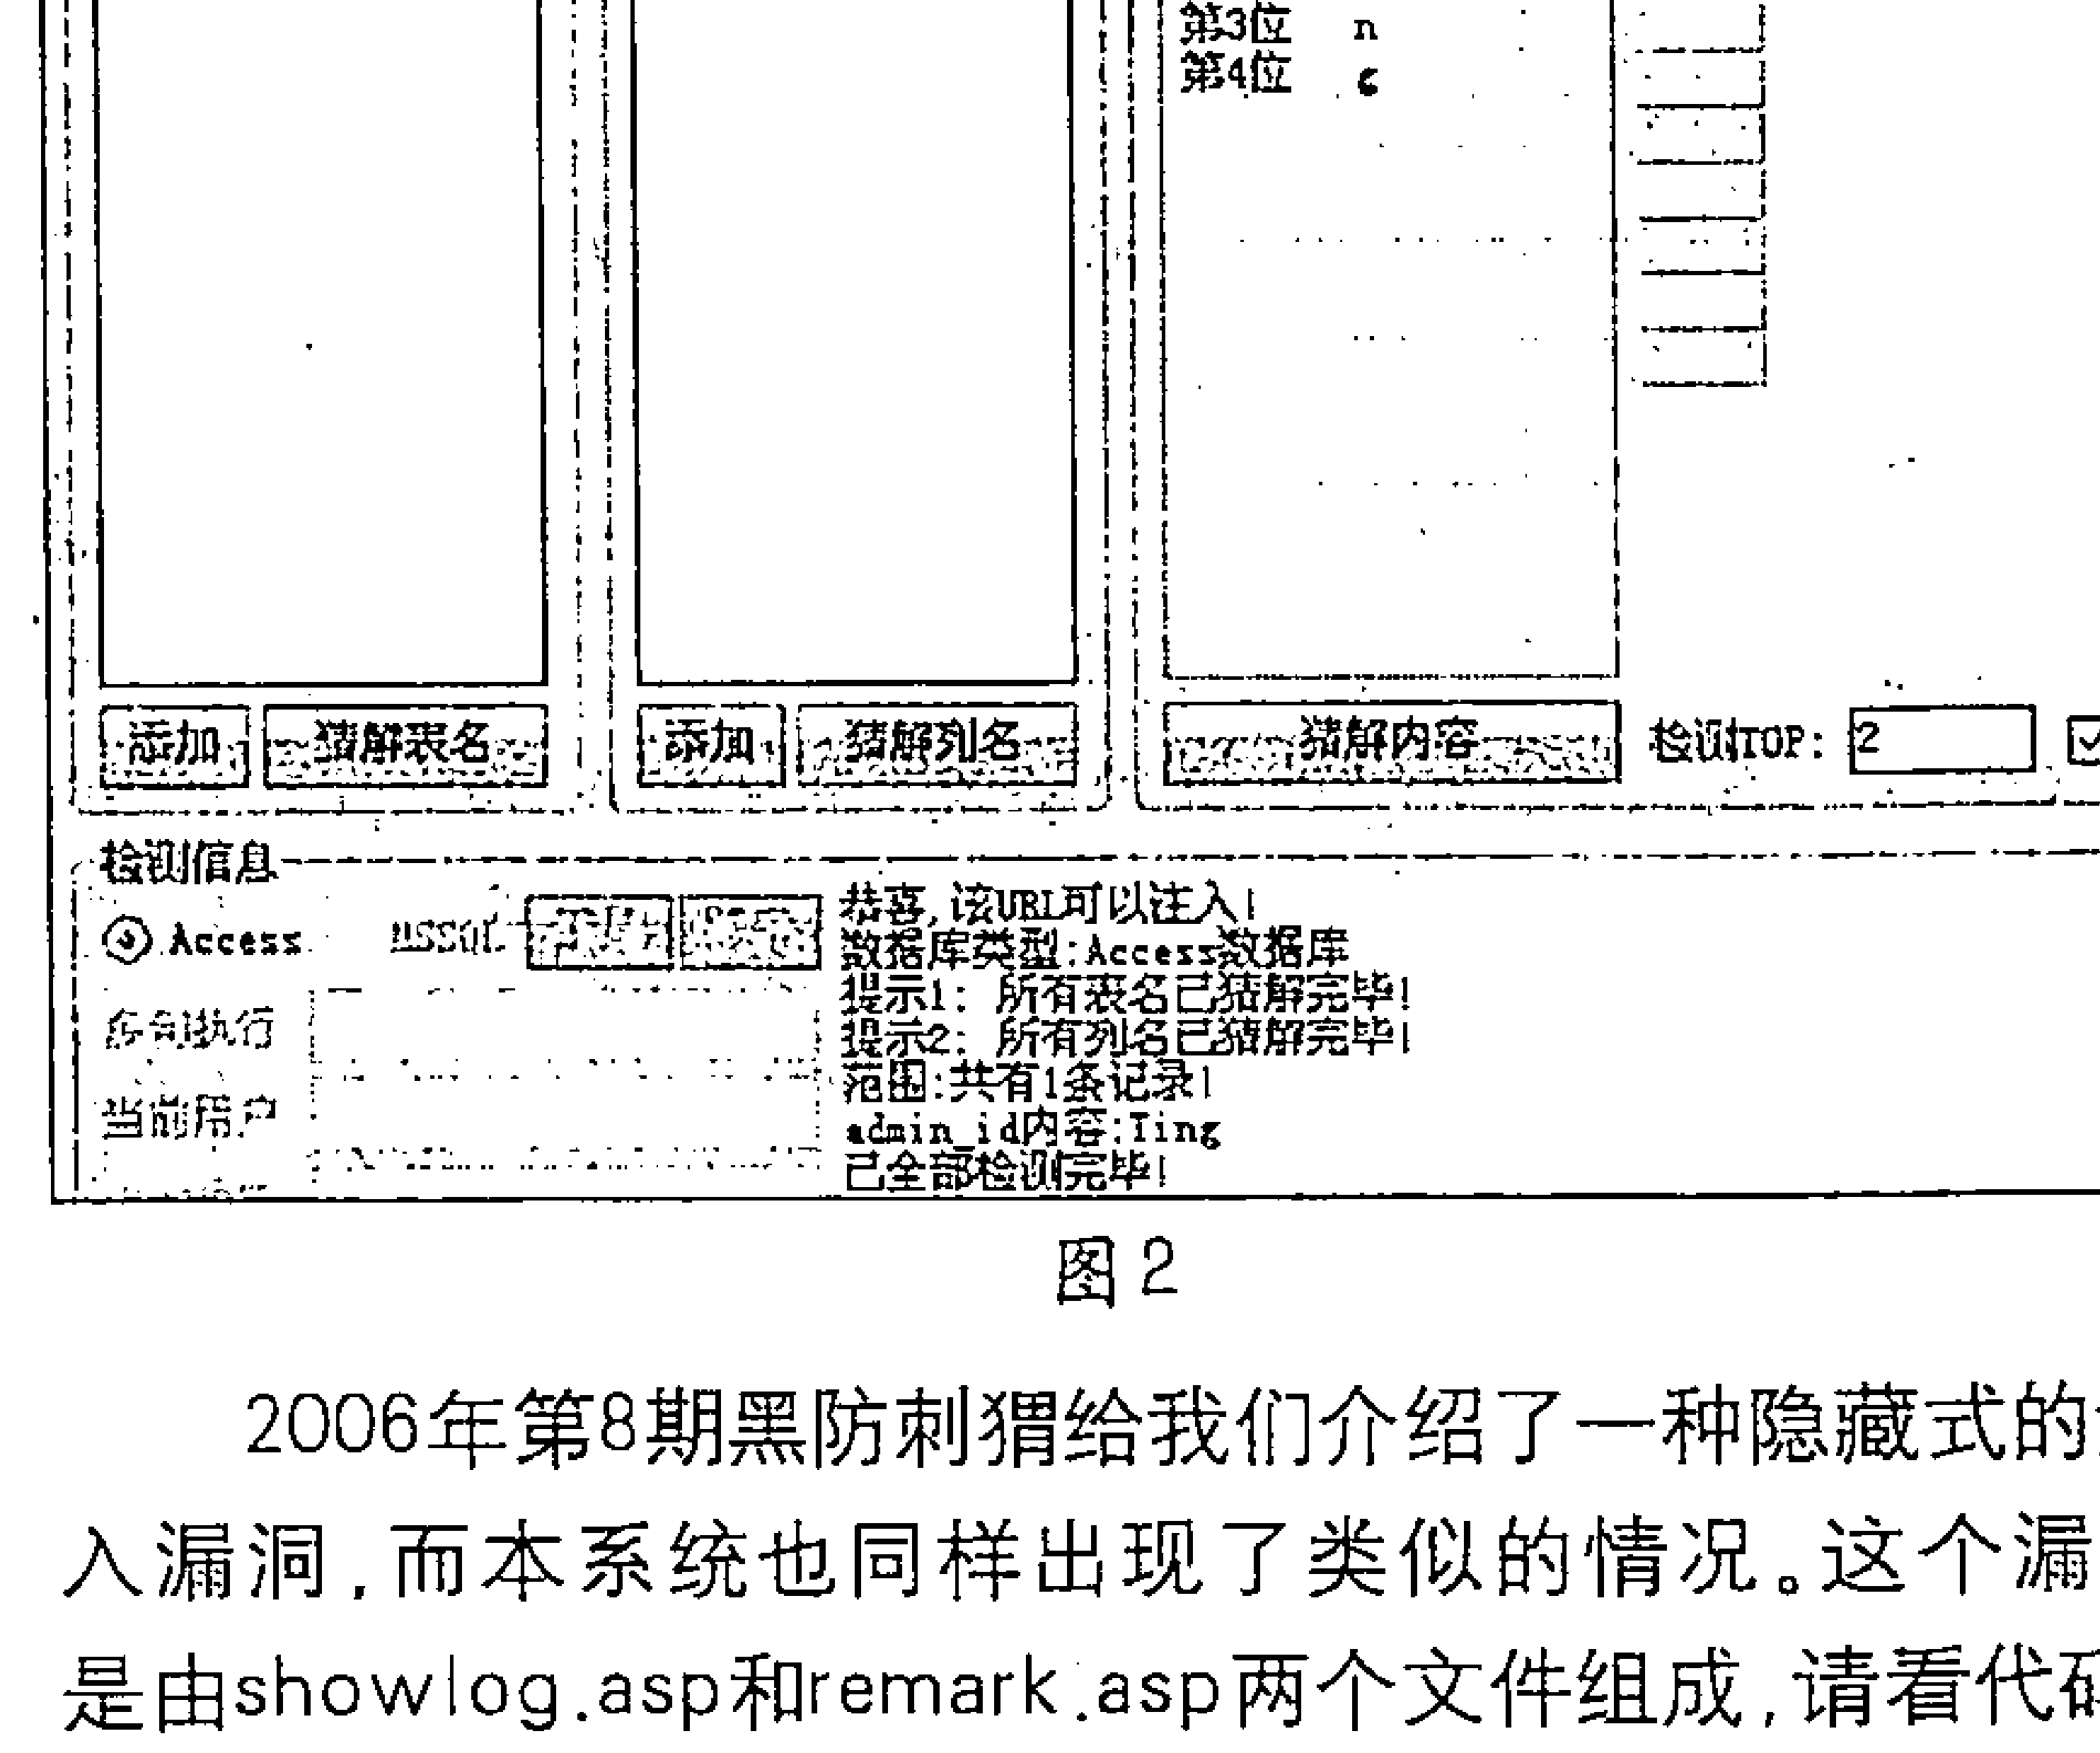 第3位 n
第4位 g
添加 猜解表名 添加 猜解列名 猜解内容 检测TOP: 2
检测信息
Access MSSQL
恭喜,该URL可以注入!
数据库类型:Access数据库
提示1: 所有表名已猜解完毕!
提示2: 所有列名已猜解完毕!
范围:共有1条记录!
admin_id内容:Ting
已全部检测完毕!
多句执行
当前用户
图2
2006年第8期黑防刺猬给我们介绍了一种隐藏式的
入漏洞,而本系统也同样出现了类似的情况。这个漏
是由showlog.asp和remark.asp两个文件组成,请看代码